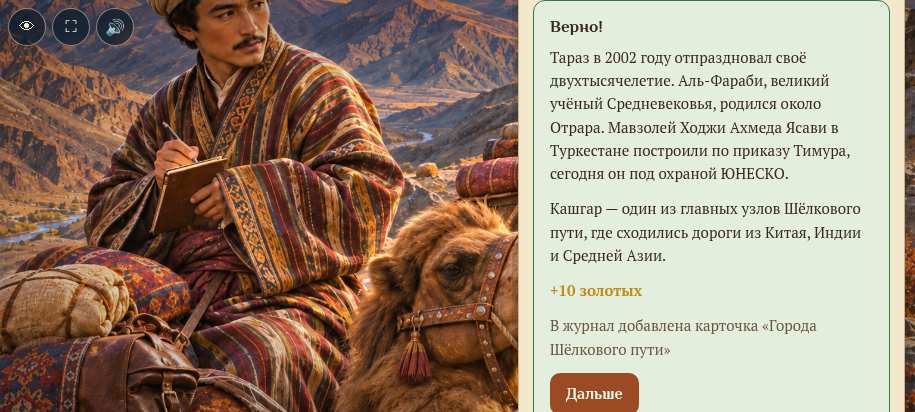 Верно!
Тараз в 2002 году отпраздновал своё
двухтысячелетие. Аль-Фараби, великий
учёный Средневековья, родился около
Отрара. Мавзолей Ходжи Ахмеда Ясави в
Туркестане построили по приказу Тимура,
сегодня он под охраной ЮНЕСКО.
Кашгар — один из главных узлов Шёлкового
пути, где сходились дороги из Китая, Индии
и Средней Азии.
+10 золотых
В журнал добавлена карточка «Города
Шёлкового пути»
Дальше